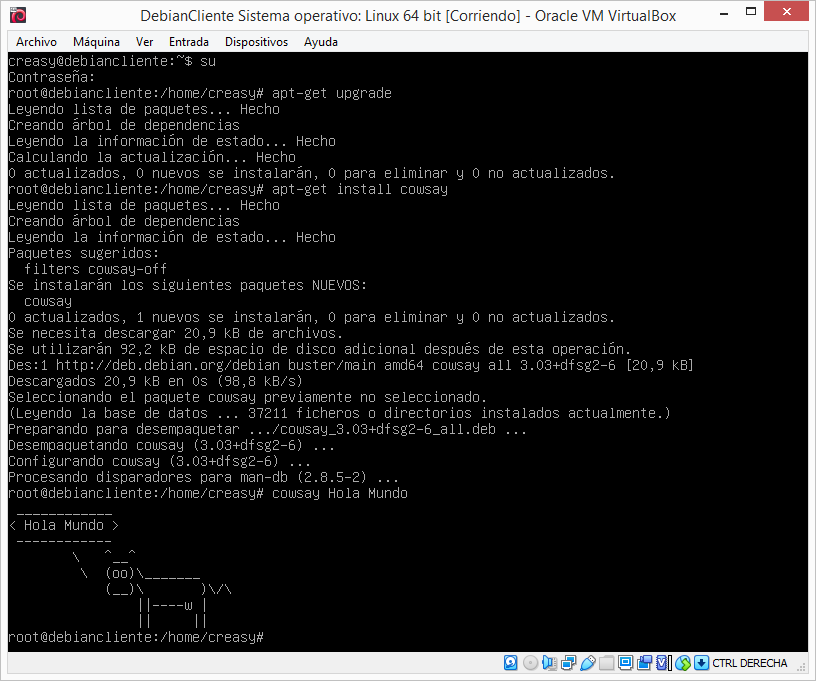 DebianCliente Sistema operativo: Linux 64 bit [Corriendo] - Oracle VM VirtualBox
Archivo Máquina Ver Entrada Dispositivos Ayuda
creasy@debiancliente:~$ su
Contraseña:
root@debiancliente:/home/creasy# apt-get upgrade
Leyendo lista de paquetes... Hecho
Creando árbol de dependencias
Leyendo la información de estado... Hecho
Calculando la actualización... Hecho
0 actualizados, 0 nuevos se instalarán, 0 para eliminar y 0 no actualizados.
root@debiancliente:/home/creasy# apt-get install cowsay
Leyendo lista de paquetes... Hecho
Creando árbol de dependencias
Leyendo la información de estado... Hecho
Paquetes sugeridos:
  filters cowsay-off
Se instalarán los siguientes paquetes NUEVOS:
  cowsay
0 actualizados, 1 nuevos se instalarán, 0 para eliminar y 0 no actualizados.
Se necesita descargar 20,9 kB de archivos.
Se utilizarán 92,2 kB de espacio de disco adicional después de esta operación.
Des:1 http://deb.debian.org/debian buster/main amd64 cowsay all 3.03+dfsg2-6 [20,9 kB]
Descargados 20,9 kB en 0s (98,8 kB/s)
Seleccionando el paquete cowsay previamente no seleccionado.
(Leyendo la base de datos ... 37211 ficheros o directorios instalados actualmente.)
Preparando para desempaquetar .../cowsay_3.03+dfsg2-6_all.deb ...
Desempaquetando cowsay (3.03+dfsg2-6) ...
Configurando cowsay (3.03+dfsg2-6) ...
Procesando disparadores para man-db (2.8.5-2) ...
root@debiancliente:/home/creasy# cowsay Hola Mundo
 ____________
< Hola Mundo >
 ------------
        \   ^__^
         \  (oo)\_______
            (__)\       )\/\
                ||----w |
                ||     ||
root@debiancliente:/home/creasy#
CTRL DERECHA